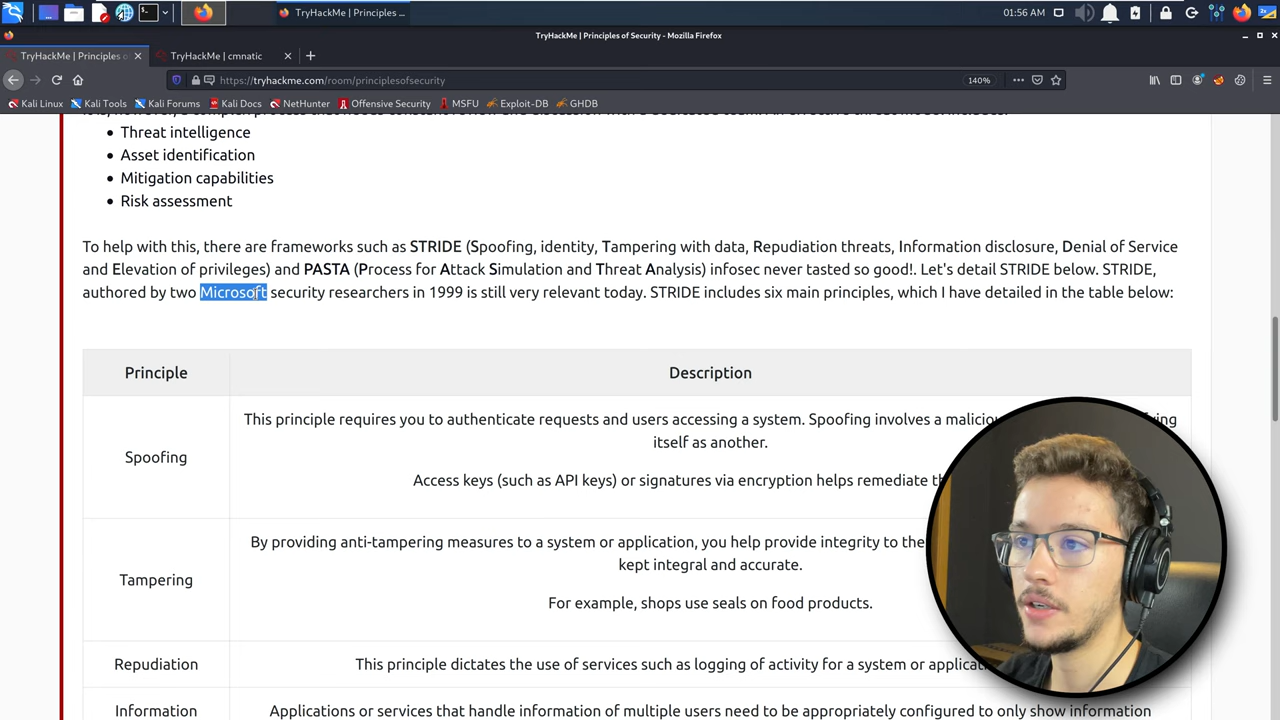 TryHackMe | Principles ...
01:56 AM
TryHackMe | Principles of Security - Mozilla Firefox
TryHackMe | Principles of
TryHackMe | cmnatic
https://tryhackme.com/room/principlesofsecurity
140%
Kali Linux
Kali Tools
Kali Forums
Kali Docs
NetHunter
Offensive Security
MSFU
Exploit-DB
GHDB
Threat intelligence
Asset identification
Mitigation capabilities
Risk assessment
To help with this, there are frameworks such as STRIDE (Spoofing, identity, Tampering with data, Repudiation threats, Information disclosure, Denial of Service
and Elevation of privileges) and PASTA (Process for Attack Simulation and Threat Analysis) infosec never tasted so good!. Let's detail STRIDE below. STRIDE,
authored by two Microsoft security researchers in 1999 is still very relevant today. STRIDE includes six main principles, which I have detailed in the table below:
Principle
Description
Spoofing
This principle requires you to authenticate requests and users accessing a system. Spoofing involves a
itself as another.
Access keys (such as API keys) or signatures via encryption helps remediate
Tampering
By providing anti-tampering measures to a system or application, you help provide integrity to the
kept integral and accurate.
For example, shops use seals on food products.
Repudiation
This principle dictates the use of services such as logging of activity for a system or
Information
Applications or services that handle information of multiple users need to be appropriately configured to only show information